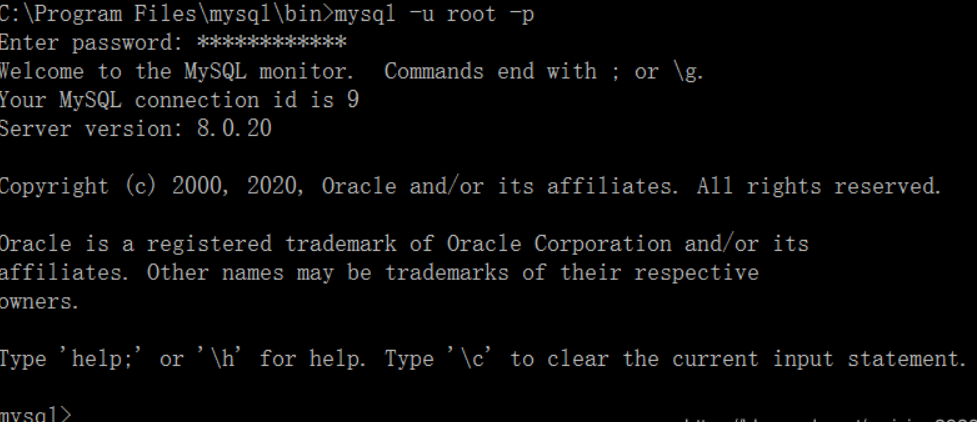 C:\Program Files\mysql\bin>mysql -u root -p
Enter password: ************
Welcome to the MySQL monitor.  Commands end with ; or \g.
Your MySQL connection id is 9
Server version: 8.0.20
Copyright (c) 2000, 2020, Oracle and/or its affiliates. All rights reserved.
Oracle is a registered trademark of Oracle Corporation and/or its
affiliates. Other names may be trademarks of their respective
owners.
Type 'help;' or '\h' for help. Type '\c' to clear the current input statement.
mysql>